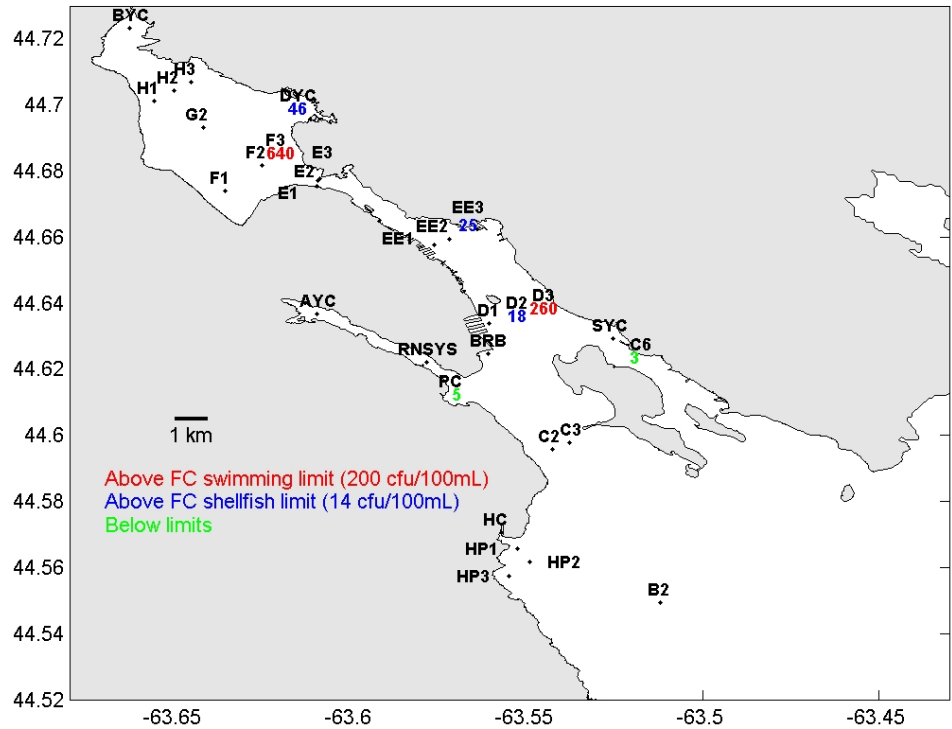 BYC
44.72
H3
H2
H1
DYC
44.7
46
G2
F3
F2
640
E3
44.68
E2
F1
E1
EE3
EE2
25
44.66
EE1
D3
AYC
D2
260
44.64
D1
18
SYC
BRB
C6
RNSYS
3
44.62
PC
5
C3
C2
44.6
1 km
Above FC swimming limit (200 cfu/100mL)
44.58
Above FC shellfish limit (14 cfu/100mL)
Below limits
HC
HP1
44.56
HP2
HP3
B2
44.54
44.52
-63.65
-63.6
-63.55
-63.5
-63.45